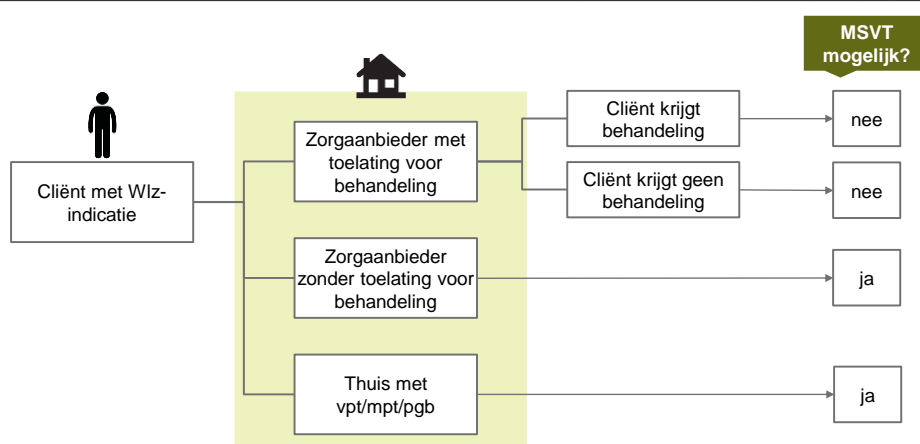 MSVT
mogelijk?
Cliënt met Wlz-
indicatie
Zorgaanbieder met
toelating voor
behandeling
Cliënt krijgt
behandeling
nee
Cliënt krijgt geen
behandeling
nee
Zorgaanbieder
zonder toelating voor
behandeling
ja
Thuis met
vpt/mpt/pgb
ja